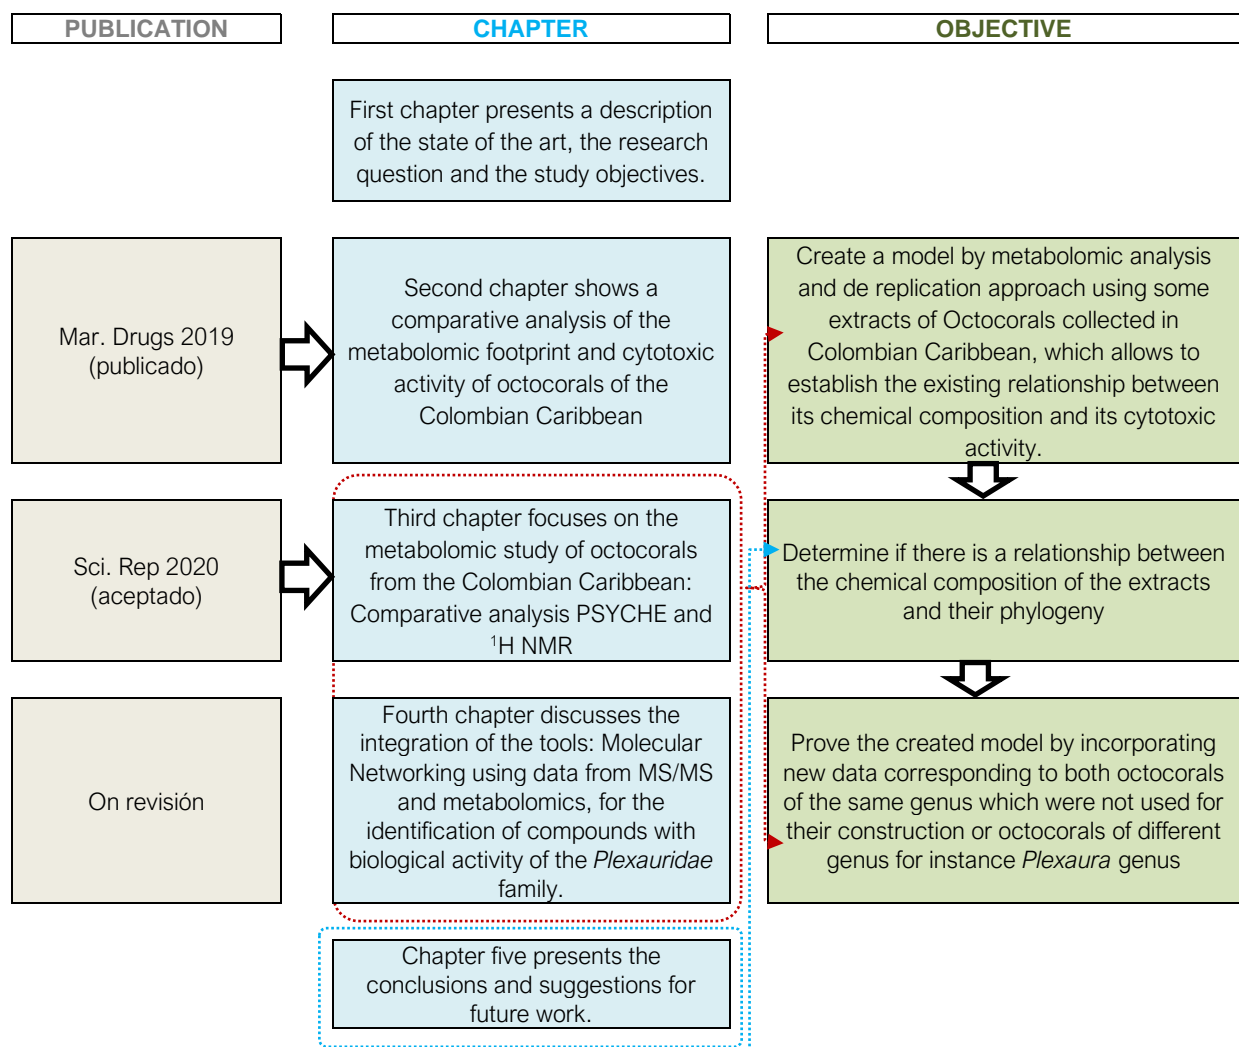 PUBLICATION
CHAPTER
OBJECTIVE
First chapter presents a description
of the state of the art, the research
question and the study objectives.
Mar. Drugs 2019
(publicado)
Second chapter shows a
comparative analysis of the
metabolomic footprint and cytotoxic
activity of octocorals of the
Colombian Caribbean
Create a model by metabolomic analysis
and de replication approach using some
extracts of Octocorals collected in
Colombian Caribbean, which allows to
establish the existing relationship between
its chemical composition and its cytotoxic
activity.
Sci. Rep 2020
(aceptado)
Third chapter focuses on the
metabolomic study of octocorals
from the Colombian Caribbean:
Comparative analysis PSYCHE and
¹H NMR
Determine if there is a relationship between
the chemical composition of the extracts
and their phylogeny
On revisión
Fourth chapter discusses the
integration of the tools: Molecular
Networking using data from MS/MS
and metabolomics, for the
identification of compounds with
biological activity of the Plexauridae
family.
Prove the created model by incorporating
new data corresponding to both octocorals
of the same genus which were not used for
their construction or octocorals of different
genus for instance Plexaura genus
Chapter five presents the
conclusions and suggestions for
future work.